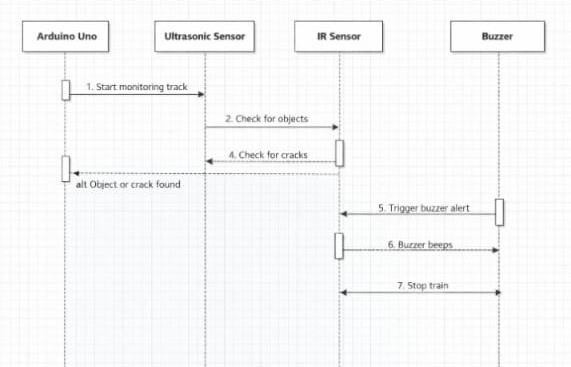 Arduino Uno
Ultrasonic Sensor
IR Sensor
Buzzer
1. Start monitoring track
2. Check for objects
4. Check for cracks
alt Object or crack found
5. Trigger buzzer alert
6. Buzzer beeps
7. Stop train